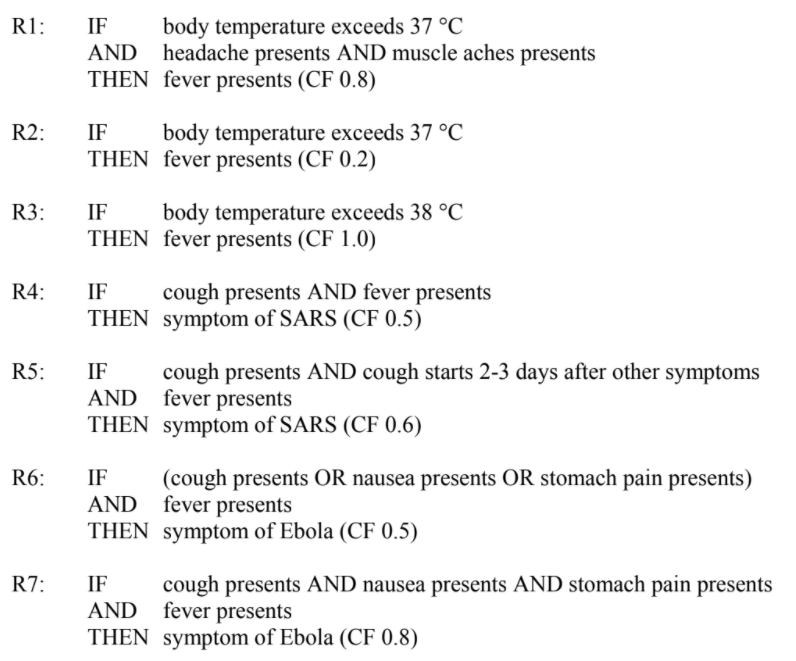 R1: IF body temperature exceeds 37 °C
AND headache presents AND muscle aches presents
THEN fever presents (CF 0.8)
R2: IF body temperature exceeds 37 °C
THEN fever presents (CF 0.2)
R3: IF body temperature exceeds 38 °C
THEN fever presents (CF 1.0)
R4: IF cough presents AND fever presents
THEN symptom of SARS (CF 0.5)
R5: IF cough presents AND cough starts 2-3 days after other symptoms
AND fever presents
THEN symptom of SARS (CF 0.6)
R6: IF (cough presents OR nausea presents OR stomach pain presents)
AND fever presents
THEN symptom of Ebola (CF 0.5)
R7: IF cough presents AND nausea presents AND stomach pain presents
AND fever presents
THEN symptom of Ebola (CF 0.8)